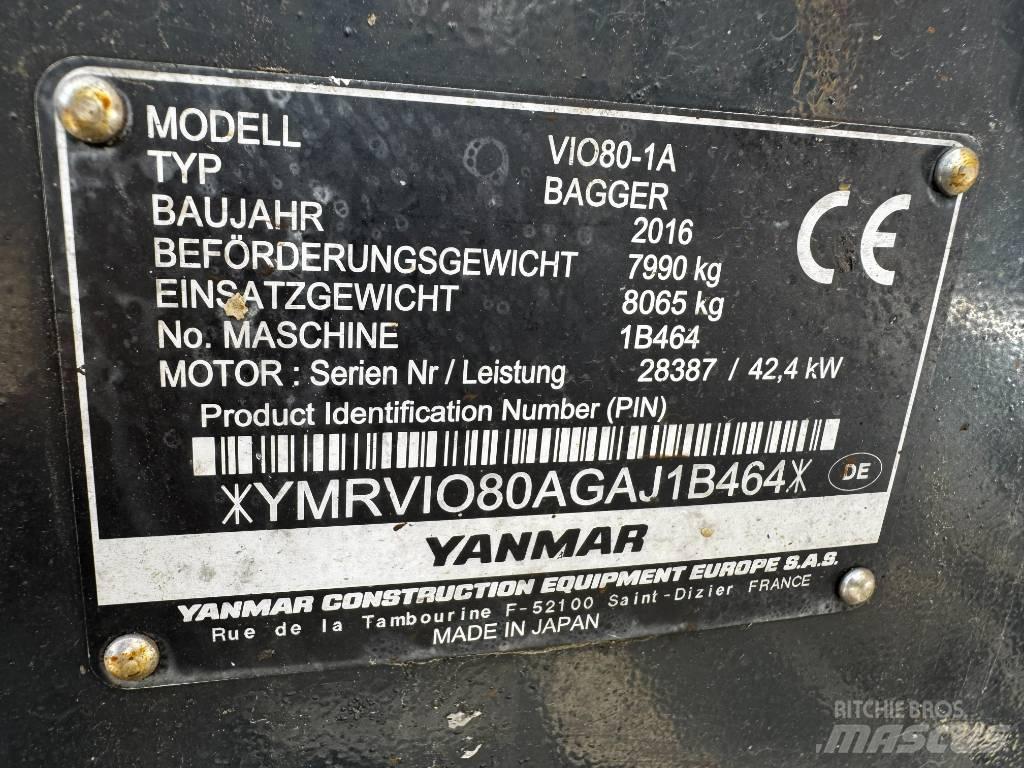 MODELL VIO80-1A
TYP BAGGER
BAUJAHR 2016
BEFÖRDERUNGSGEWICHT 7990 kg
EINSATZGEWICHT 8065 kg
No. MASCHINE 1B464
MOTOR : Serien Nr / Leistung 28387 / 42,4 kW
CE
Product Identification Number (PIN)
*YMRVIO80AGAJ1B464*
DE
YANMAR
YANMAR CONSTRUCTION EQUIPMENT EUROPE S.A.S.
Rue de la Tambourine F-52100 Saint-Dizier FRANCE
MADE IN JAPAN
RITCHIE BROS.
MASCUS